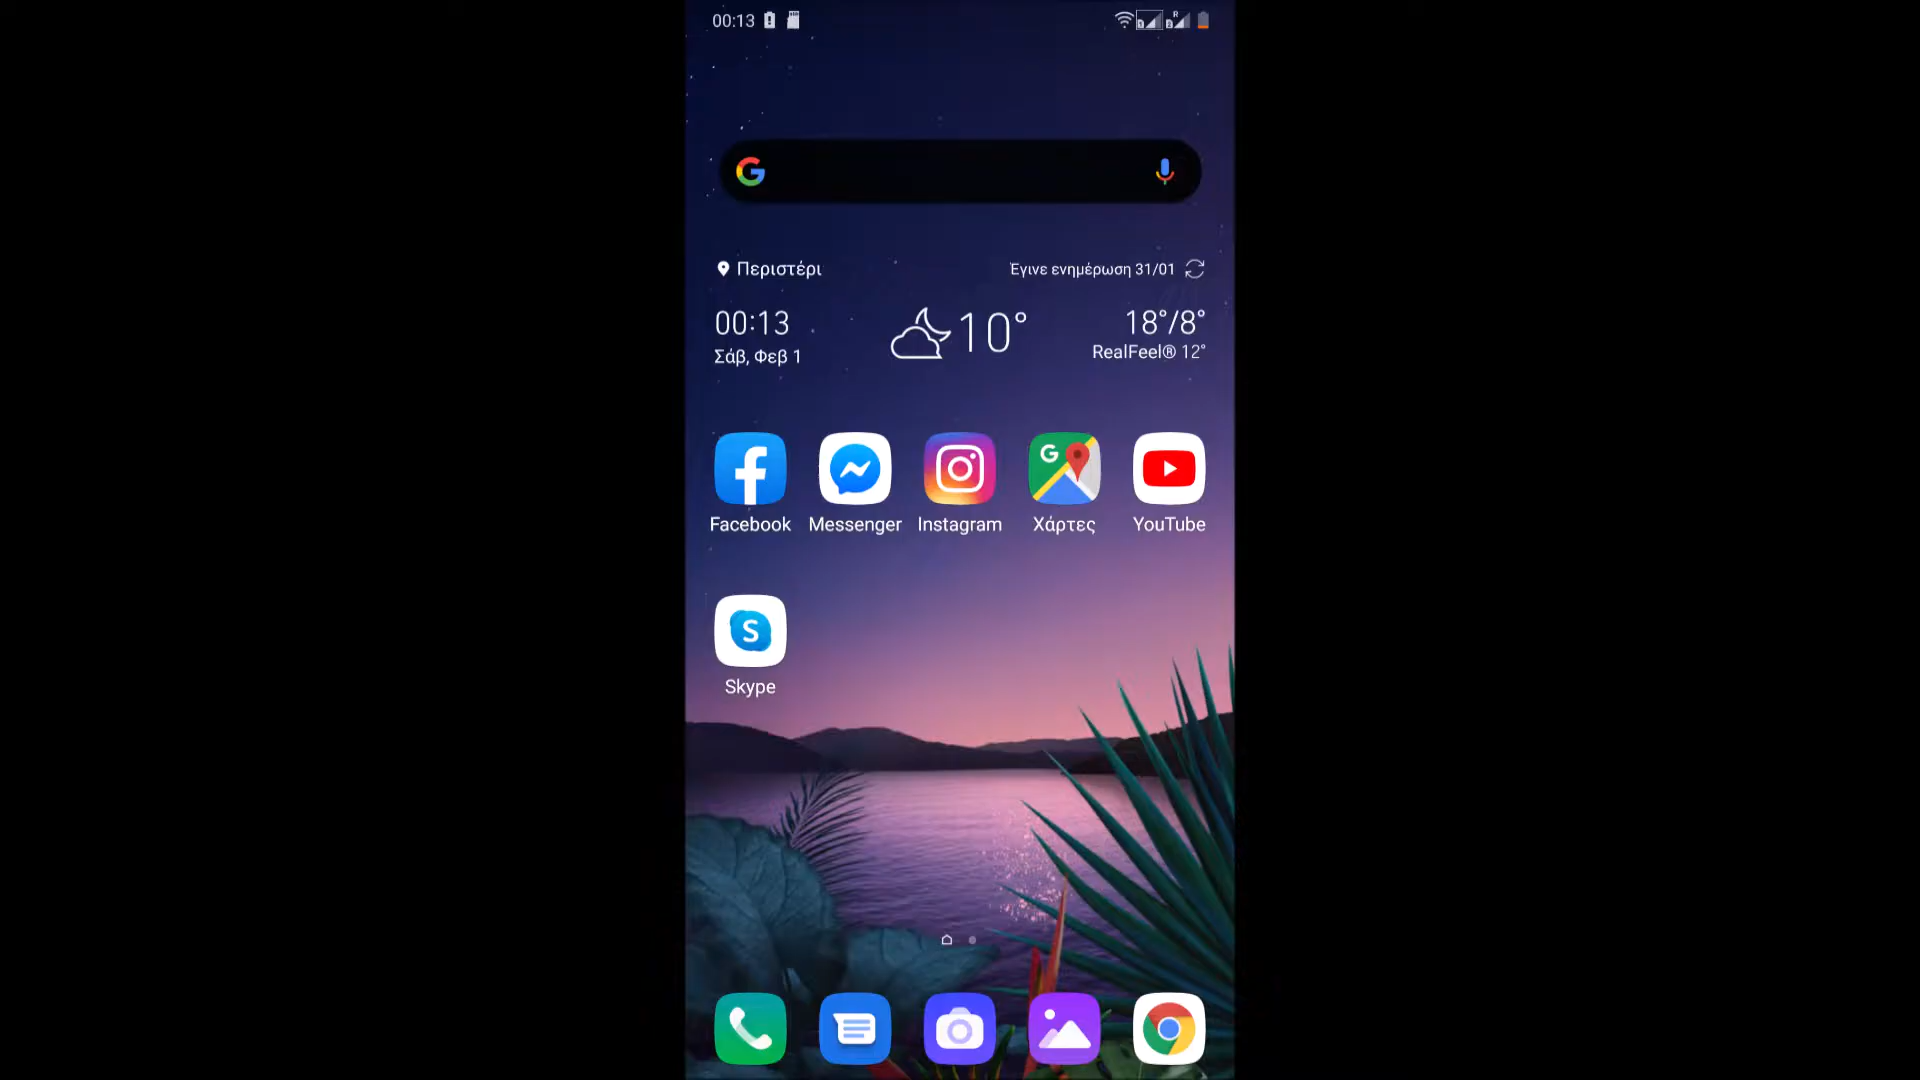 00:13
R
Περιστέρι
Έγινε ενημέρωση 31/01
00:13
10°
18°/8°
Σάβ, Φεβ 1
RealFeel® 12°
Facebook
Messenger
Instagram
Χάρτες
YouTube
Skype